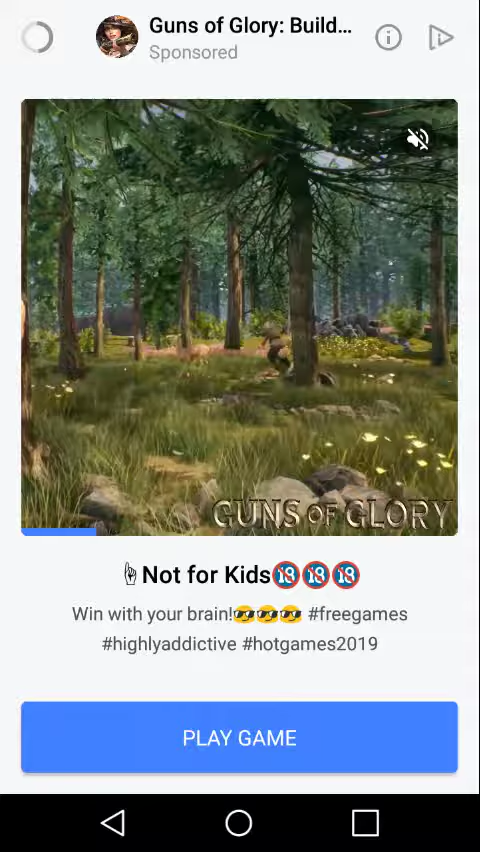 Guns of Glory: Build...
Sponsored
GUNS OF GLORY
☝Not for Kids🔞🔞🔞
Win with your brain!😎😎😎 #freegames
#highlyaddictive #hotgames2019
PLAY GAME